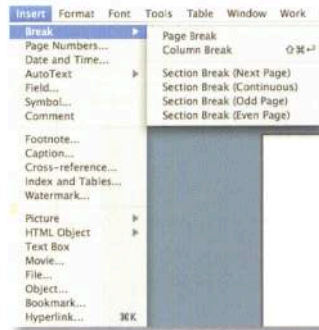 Insert Format Font Tools Table Window Work
Break
Page Numbers...
Date and Time...
AutoText
Field...
Symbol...
Comment
Footnote...
Caption...
Cross-reference...
Index and Tables...
Watermark...
Picture
HTML Object
Text Box
Movie...
File...
Object...
Bookmark...
Hyperlink... ⌘K
Page Break
Column Break ⇧⌘↩
Section Break (Next Page)
Section Break (Continuous)
Section Break (Odd Page)
Section Break (Even Page)